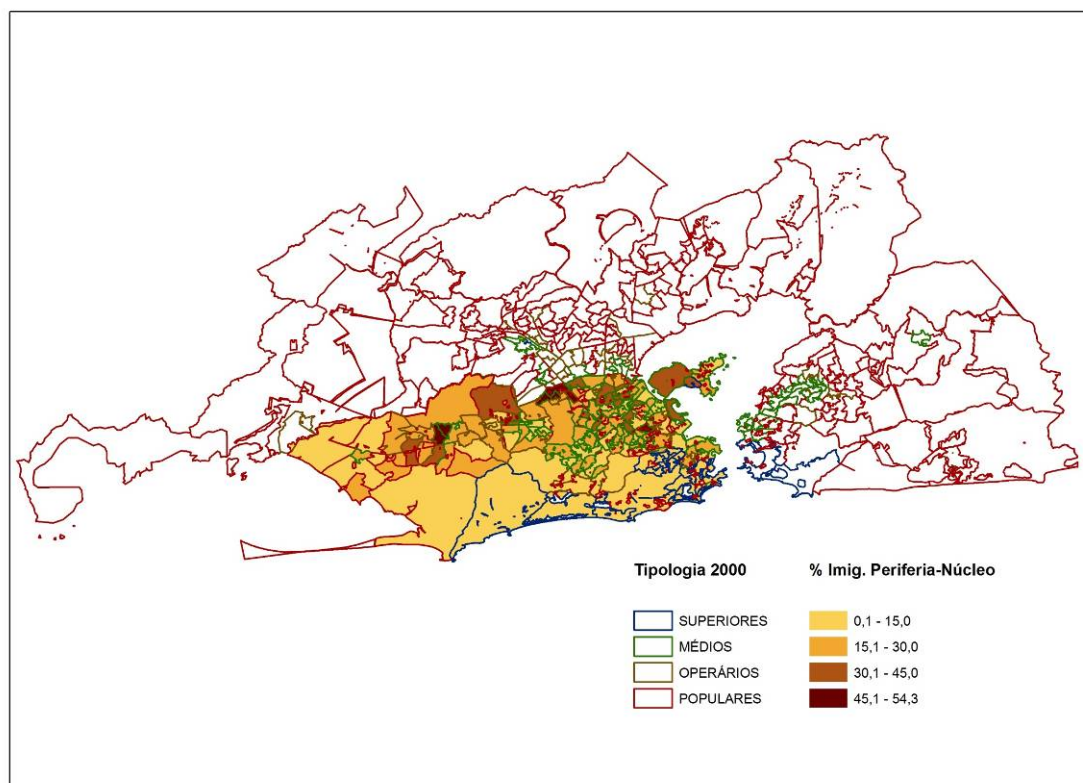 Tipologia 2000
SUPERIORES
MÉDIOS
OPERÁRIOS
POPULARES
% Imig. Periferia-Núcleo
0,1 - 15,0
15,1 - 30,0
30,1 - 45,0
45,1 - 54,3